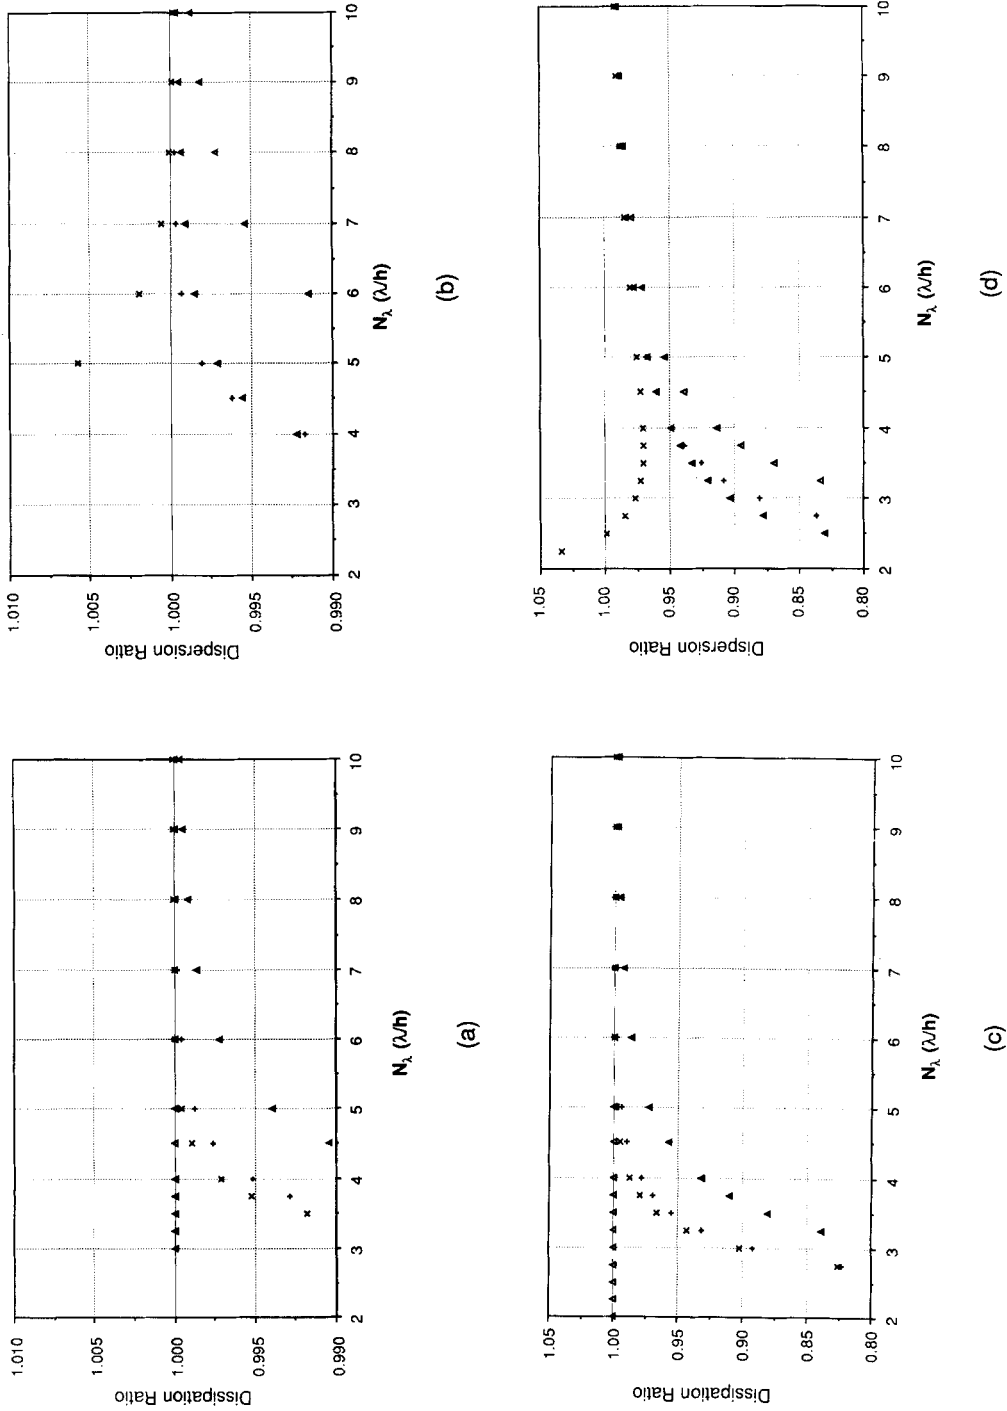 1.010
1.005
1.000
0.995
0.990
Dissipation Ratio
2 3 4 5 6 7 8 9 10
Nλ (λ/h)
(a)
1.010
1.005
1.000
0.995
0.990
Dispersion Ratio
2 3 4 5 6 7 8 9 10
Nλ (λ/h)
(b)
1.05
1.00
0.95
0.90
0.85
0.80
Dissipation Ratio
2 3 4 5 6 7 8 9 10
Nλ (λ/h)
(c)
1.05
1.00
0.95
0.90
0.85
0.80
Dispersion Ratio
2 3 4 5 6 7 8 9 10
Nλ (λ/h)
(d)